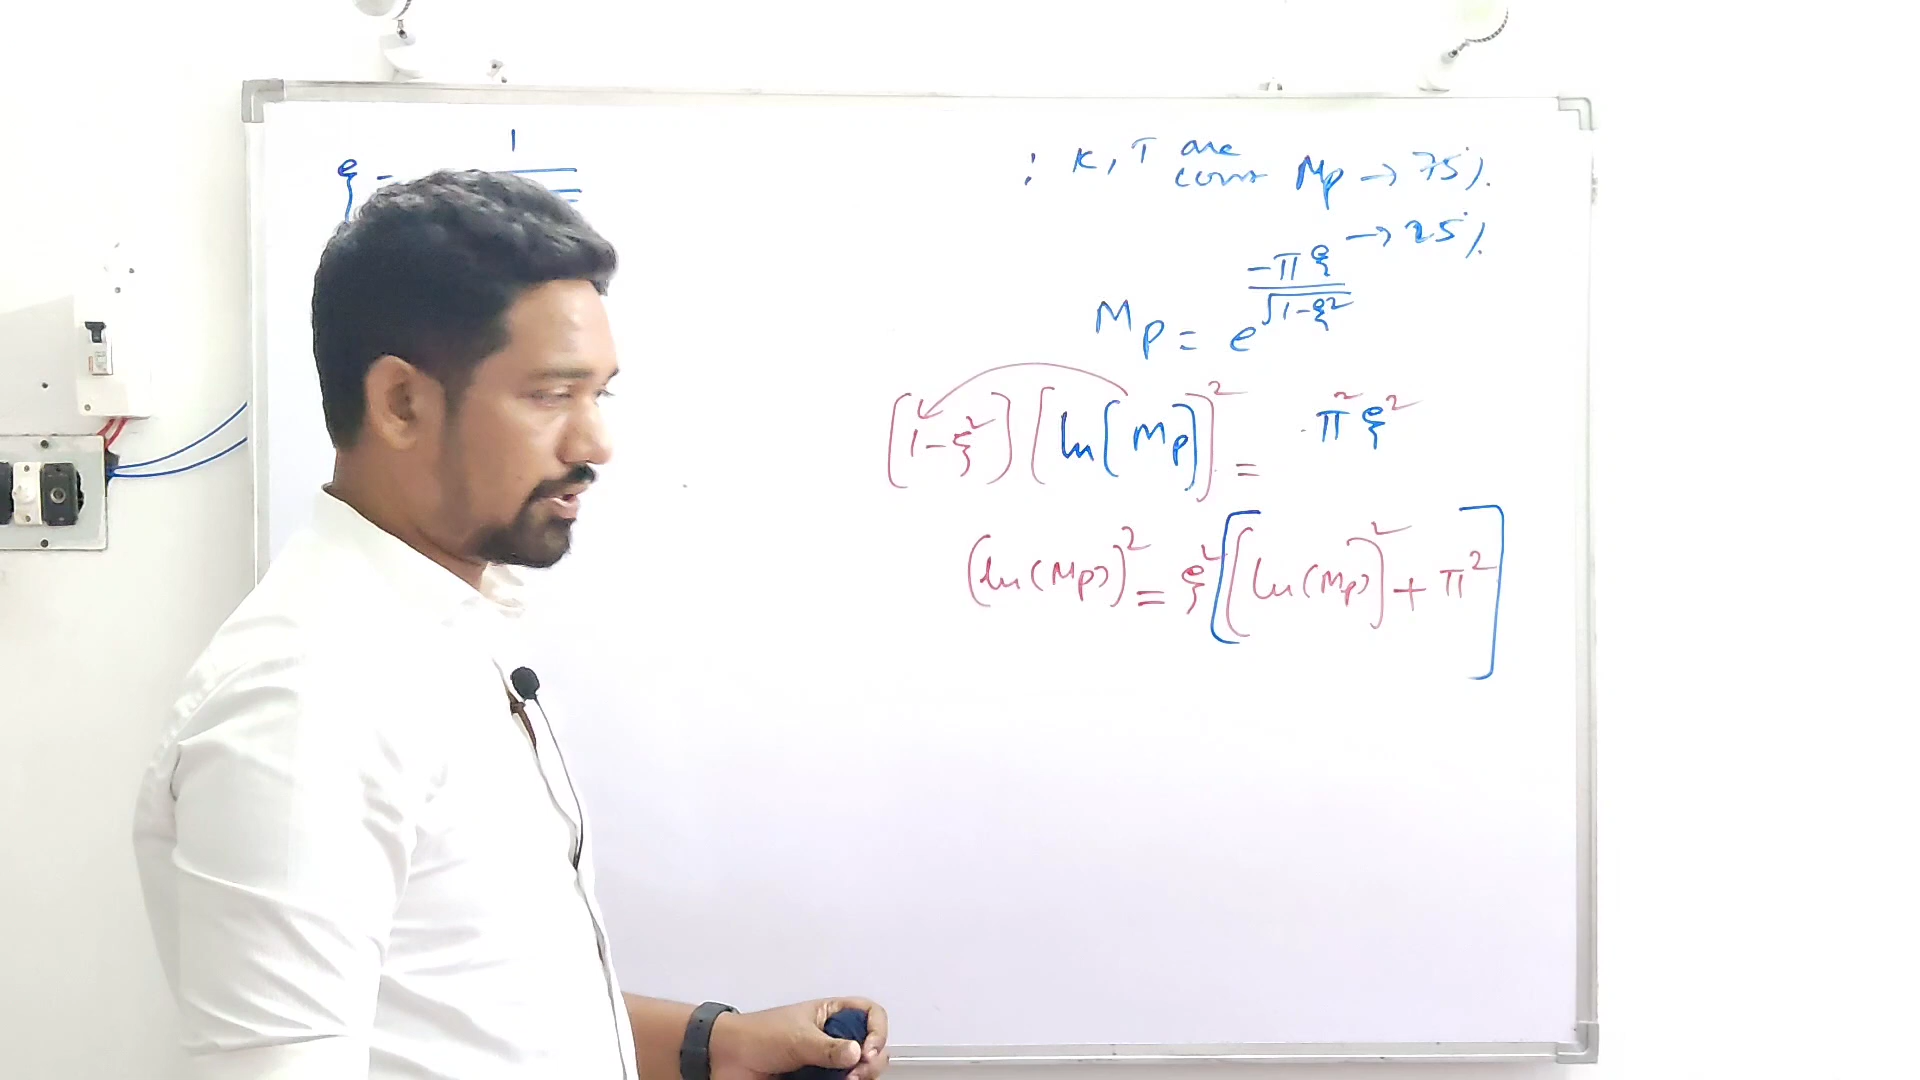 ξ = 1
: K, T are const Mp → 75%.
→ 25%.
Mp = e^{-πξ/√1-ξ²}
[1-ξ²] [ln[Mp]]² = π²ξ²
(ln(Mp))² = ξ² [[ln(Mp)]² + π²]